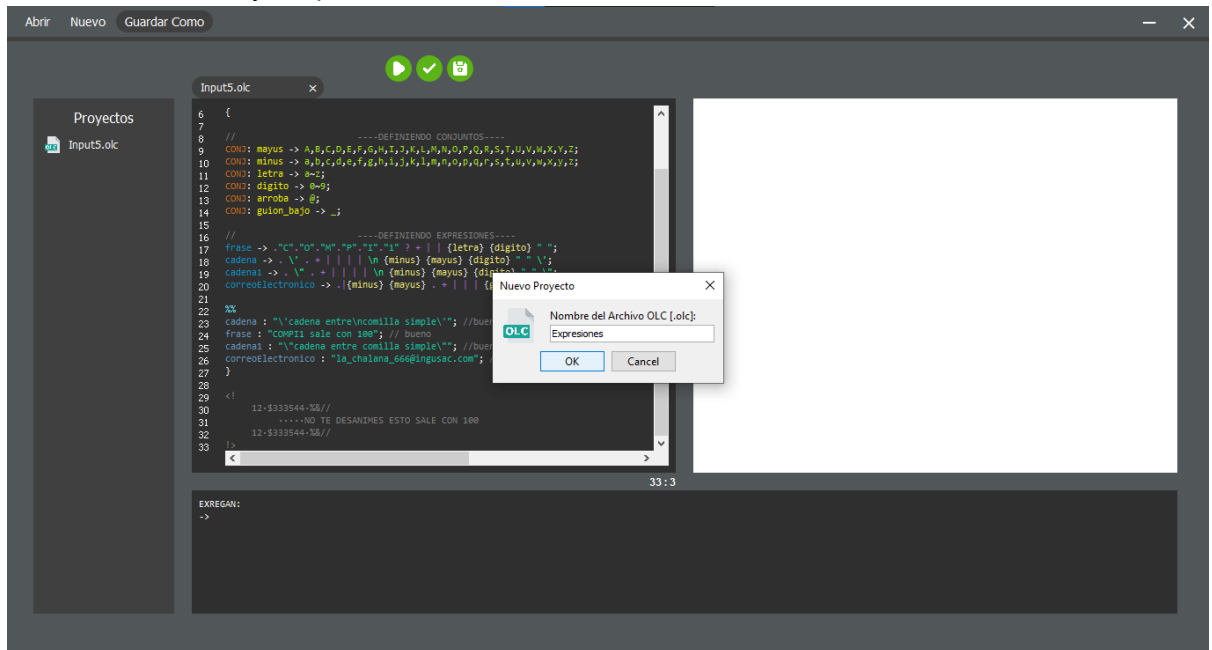 Abrir Nuevo Guardar Como
Input5.olc ×
Proyectos
Input5.olc
6 {
7
8 // ----DEFINIENDO CONJUNTOS----
9 CONJ: mayus -> A,B,C,D,E,F,G,H,I,J,K,L,M,N,O,P,Q,R,S,T,U,V,W,X,Y,Z;
10 CONJ: minus -> a,b,c,d,e,f,g,h,i,j,k,l,m,n,o,p,q,r,s,t,u,v,w,x,y,z;
11 CONJ: letra -> a~z;
12 CONJ: digito -> 0~9;
13 CONJ: arroba -> @;
14 CONJ: guion_bajo -> _;
15
16 // ----DEFINIENDO EXPRESIONES----
17 frase -> ."C"."O"."M"."P"."I"."1" ? + | | {letra} {digito} " ";
18 cadena -> . \' . + | | | | \n {minus} {mayus} {digito} " " \';
19 cadena1 -> . \" . + | | | | \n {minus} {mayus} {digito} " " \";
20 correoElectronico -> .|{minus} {mayus} . + | | | {g
21
22 %%
23 cadena : "\'cadena entre\ncomilla simple\'"; //buen
24 frase : "COMPI1 sale con 100"; // bueno
25 cadena1 : "\"cadena entre comilla simple\""; //buen
26 correoElectronico : "la_chalana_666@ingusac.com"; /
27 }
28
29 <!
30 12-$333544-%&//
31 -----NO TE DESANIMES ESTO SALE CON 100
32 12-$333544-%&//
33 !>
Nuevo Proyecto
Nombre del Archivo OLC [.olc]:
OLC
Expresiones
OK Cancel
33 : 3
EXREGAN:
->